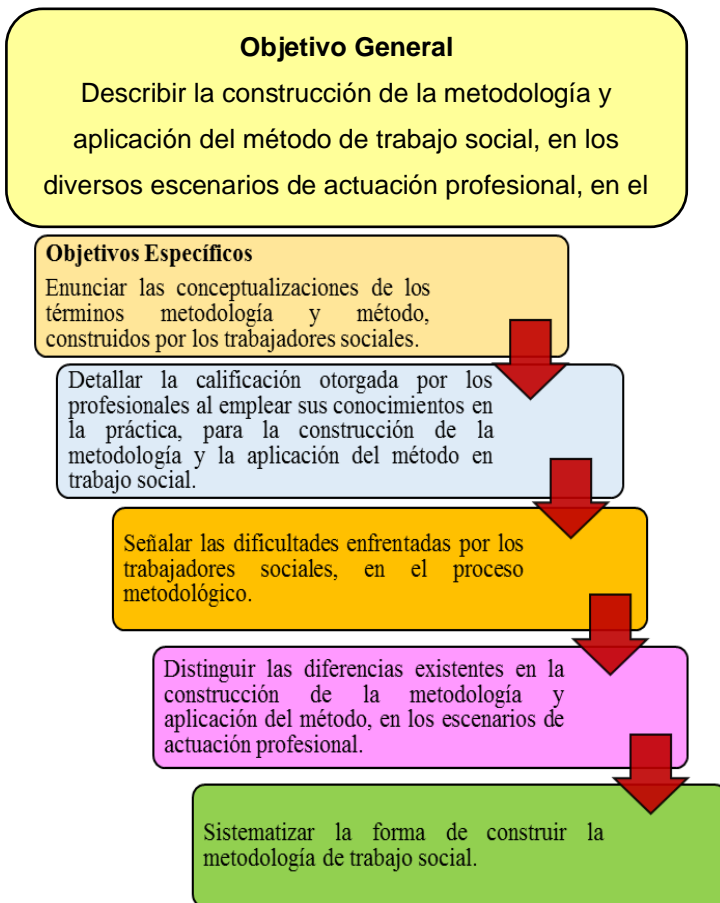 Objetivo General
Describir la construcción de la metodología y
aplicación del método de trabajo social, en los
diversos escenarios de actuación profesional, en el
Objetivos Específicos
Enunciar las conceptualizaciones de los
términos metodología y método,
construidos por los trabajadores sociales.
Detallar la calificación otorgada por los
profesionales al emplear sus conocimientos en
la práctica, para la construcción de la
metodología y la aplicación del método en
trabajo social.
Señalar las dificultades enfrentadas por los
trabajadores sociales, en el proceso
metodológico.
Distinguir las diferencias existentes en la
construcción de la metodología y
aplicación del método, en los escenarios de
actuación profesional.
Sistematizar la forma de construir la
metodología de trabajo social.